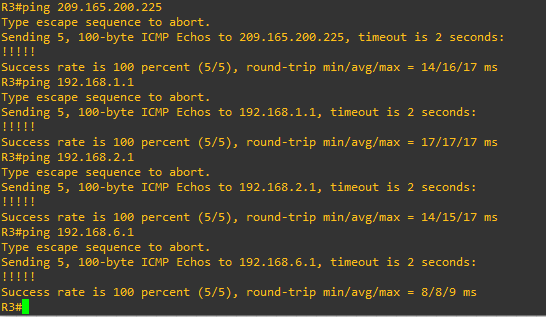 R3#ping 209.165.200.225
Type escape sequence to abort.
Sending 5, 100-byte ICMP Echos to 209.165.200.225, timeout is 2 seconds:
!!!!!
Success rate is 100 percent (5/5), round-trip min/avg/max = 14/16/17 ms
R3#ping 192.168.1.1
Type escape sequence to abort.
Sending 5, 100-byte ICMP Echos to 192.168.1.1, timeout is 2 seconds:
!!!!!
Success rate is 100 percent (5/5), round-trip min/avg/max = 17/17/17 ms
R3#ping 192.168.2.1
Type escape sequence to abort.
Sending 5, 100-byte ICMP Echos to 192.168.2.1, timeout is 2 seconds:
!!!!!
Success rate is 100 percent (5/5), round-trip min/avg/max = 14/15/17 ms
R3#ping 192.168.6.1
Type escape sequence to abort.
Sending 5, 100-byte ICMP Echos to 192.168.6.1, timeout is 2 seconds:
!!!!!
Success rate is 100 percent (5/5), round-trip min/avg/max = 8/8/9 ms
R3#